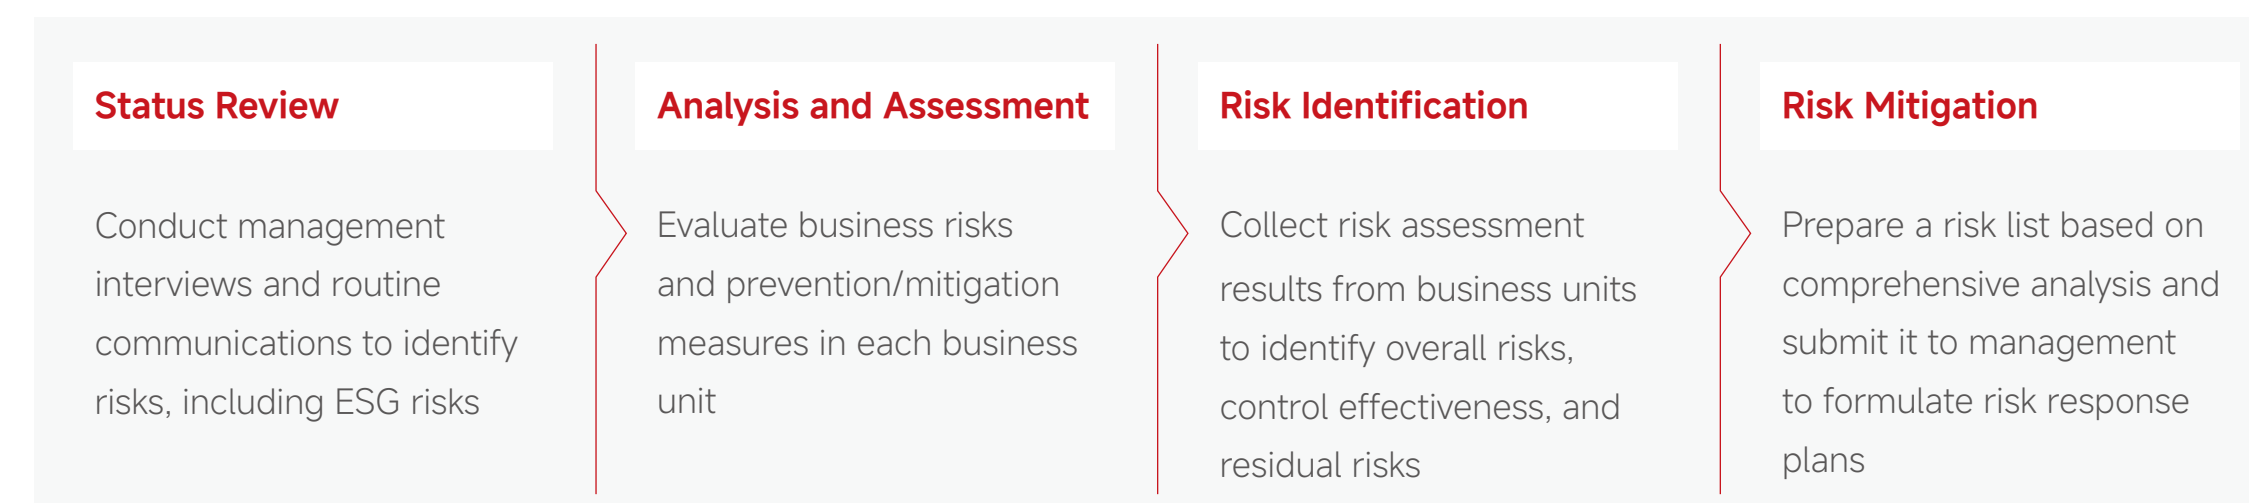 Status Review
Conduct management
interviews and routine
communications to identify
risks, including ESG risks
Analysis and Assessment
Evaluate business risks
and prevention/mitigation
measures in each business
unit
Risk Identification
Collect risk assessment
results from business units
to identify overall risks,
control effectiveness, and
residual risks
Risk Mitigation
Prepare a risk list based on
comprehensive analysis and
submit it to management
to formulate risk response
plans